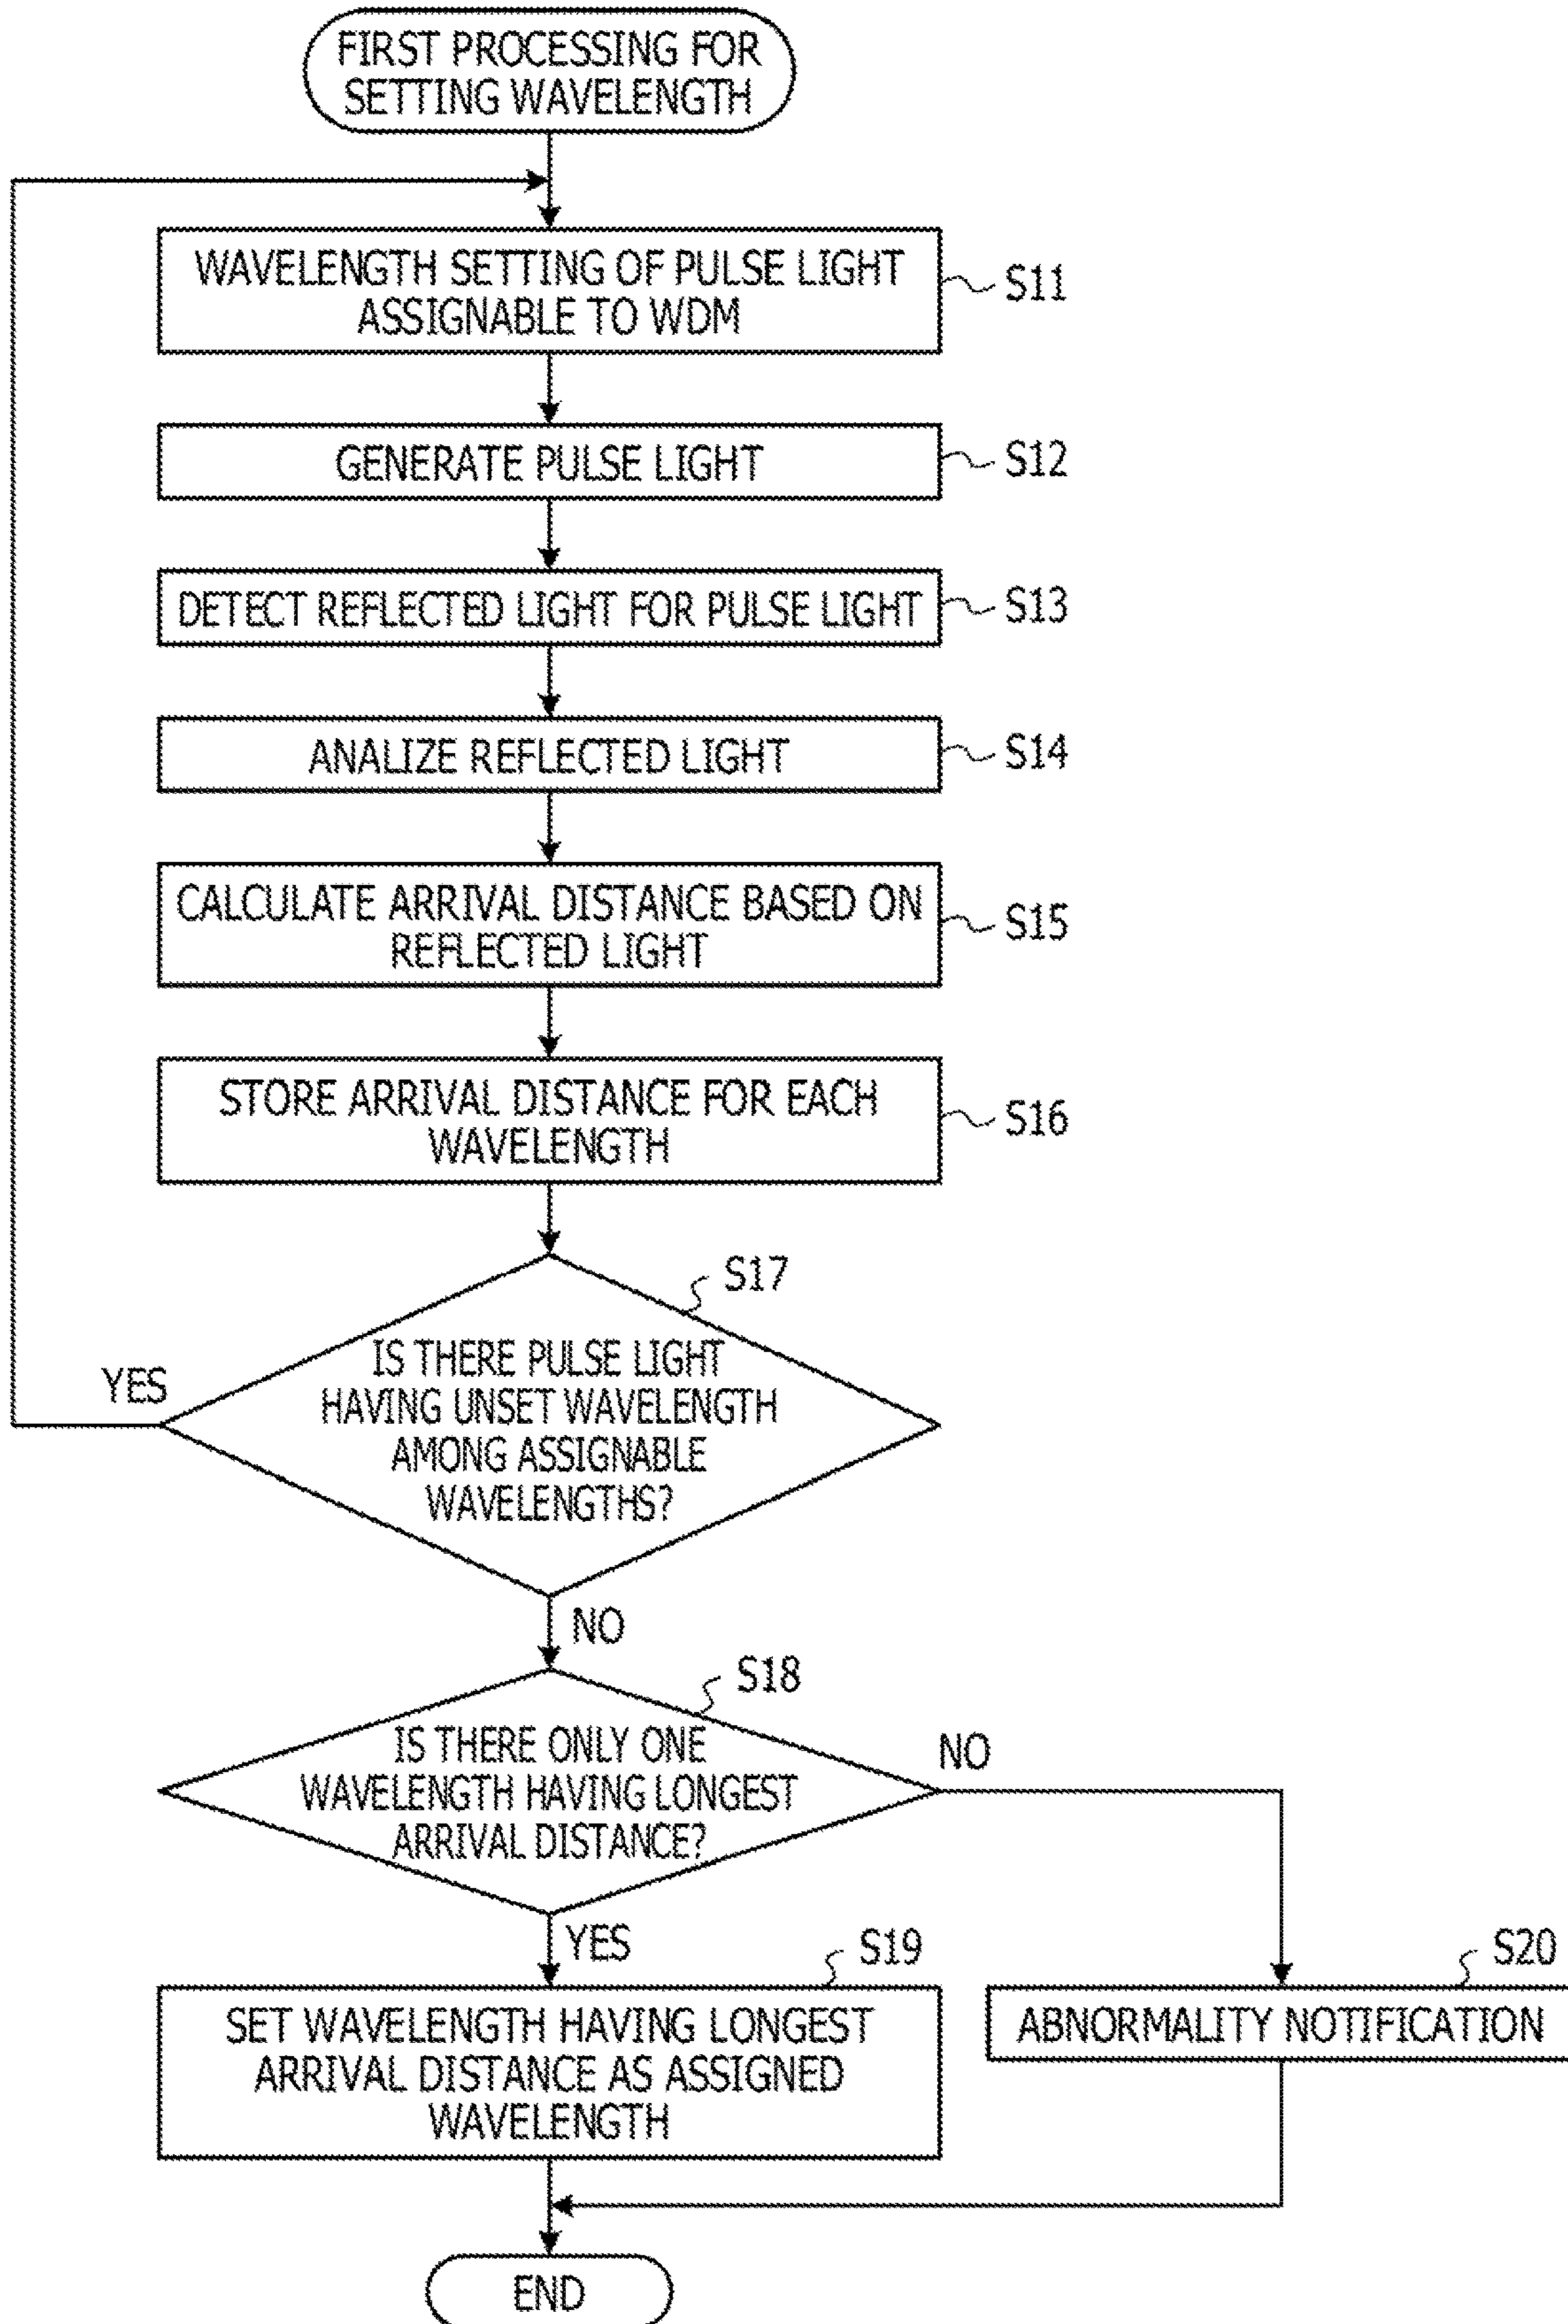 FIRST PROCESSING FOR
SETTING WAVELENGTH
WAVELENGTH SETTING OF PULSE LIGHT
ASSIGNABLE TO WDM
S11
GENERATE PULSE LIGHT
S12
DETECT REFLECTED LIGHT FOR PULSE LIGHT
S13
ANALIZE REFLECTED LIGHT
S14
CALCULATE ARRIVAL DISTANCE BASED ON
REFLECTED LIGHT
S15
STORE ARRIVAL DISTANCE FOR EACH
WAVELENGTH
S16
S17
IS THERE PULSE LIGHT
HAVING UNSET WAVELENGTH
AMONG ASSIGNABLE
WAVELENGTHS?
YES
NO
S18
IS THERE ONLY ONE
WAVELENGTH HAVING LONGEST
ARRIVAL DISTANCE?
NO
YES
S19
SET WAVELENGTH HAVING LONGEST
ARRIVAL DISTANCE AS ASSIGNED
WAVELENGTH
S20
ABNORMALITY NOTIFICATION
END